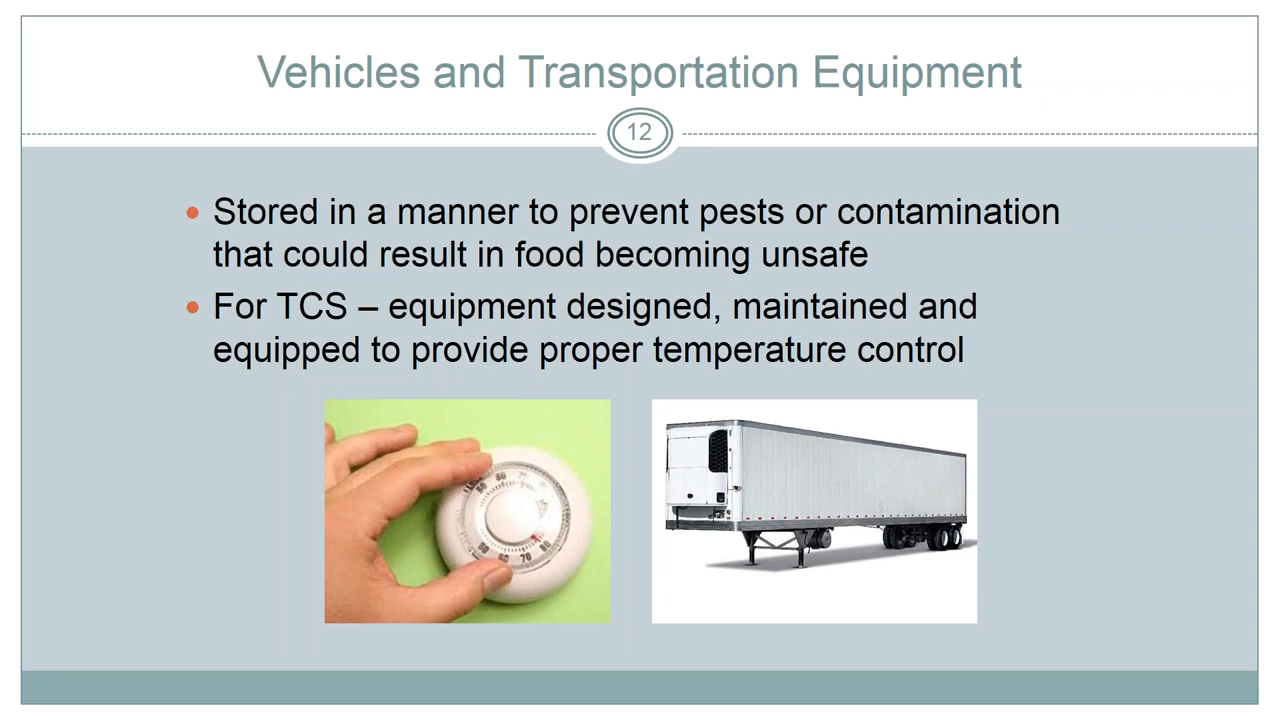 Vehicles and Transportation Equipment
12
Stored in a manner to prevent pests or contamination
that could result in food becoming unsafe
For TCS – equipment designed, maintained and
equipped to provide proper temperature control